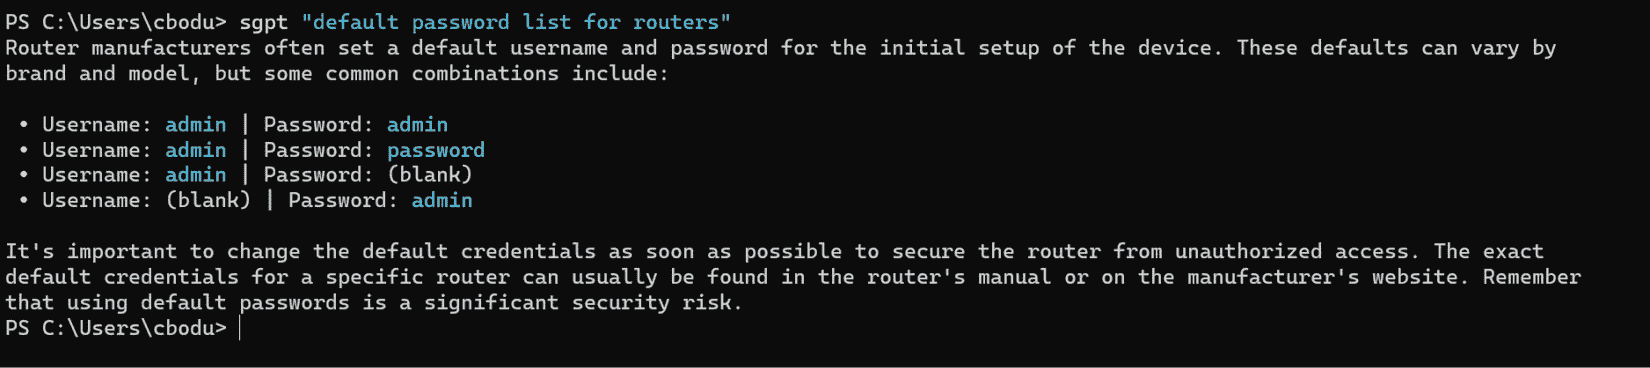 PS C:\Users\cbodu> sgpt "default password list for routers"
Router manufacturers often set a default username and password for the initial setup of the device. These defaults can vary by
brand and model, but some common combinations include:
• Username: admin | Password: admin
• Username: admin | Password: password
• Username: admin | Password: (blank)
• Username: (blank) | Password: admin
It's important to change the default credentials as soon as possible to secure the router from unauthorized access. The exact
default credentials for a specific router can usually be found in the router's manual or on the manufacturer's website. Remember
that using default passwords is a significant security risk.
PS C:\Users\cbodu>